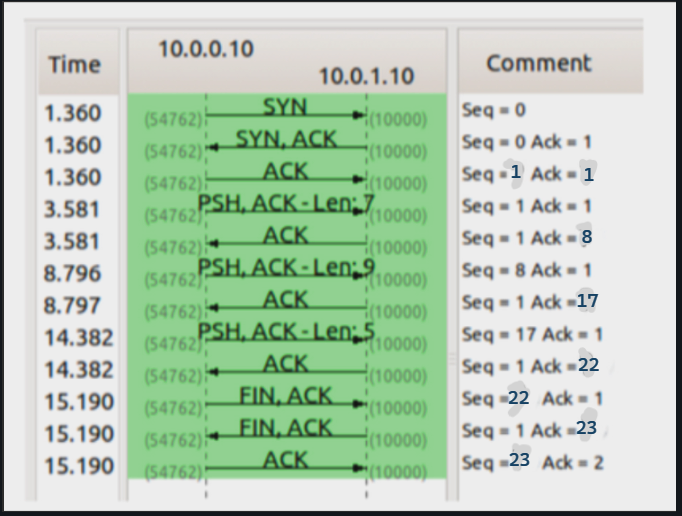 10.0.0.10
10.0.1.10
Time Comment
1.360 (54762) SYN (10000) Seq = 0
1.360 (54762) SYN, ACK (10000) Seq = 0 Ack = 1
1.360 (54762) ACK (10000) Seq = 1 Ack = 1
3.581 (54762) PSH, ACK - Len: 7 (10000) Seq = 1 Ack = 1
3.581 (54762) ACK (10000) Seq = 1 Ack = 8
8.796 (54762) PSH, ACK - Len: 9 (10000) Seq = 8 Ack = 1
8.797 (54762) ACK (10000) Seq = 1 Ack =17
14.382 (54762) PSH, ACK - Len: 5 (10000) Seq = 17 Ack = 1
14.382 (54762) ACK (10000) Seq = 1 Ack =22
15.190 (54762) FIN, ACK (10000) Seq =22 Ack = 1
15.190 (54762) FIN, ACK (10000) Seq = 1 Ack =23
15.190 (54762) ACK (10000) Seq =23 Ack = 2